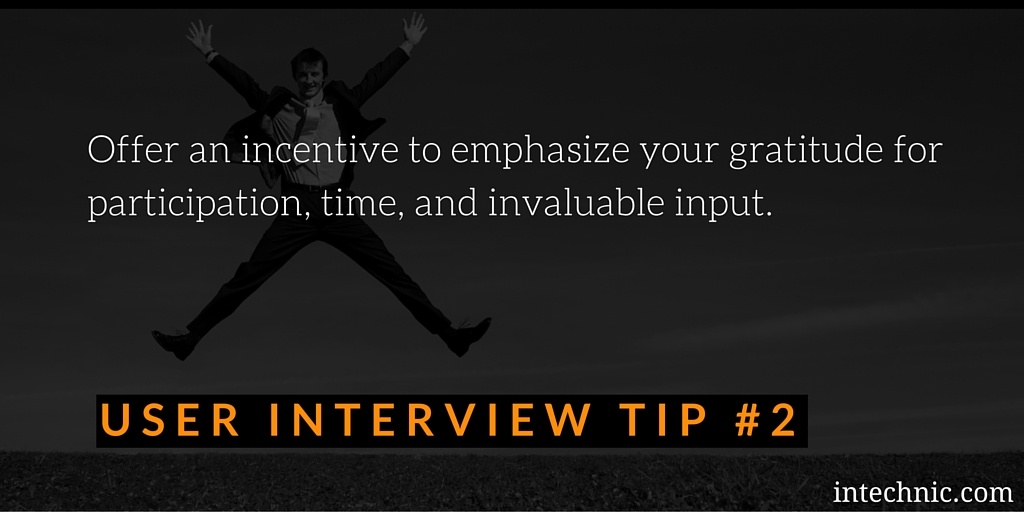 Offer an incentive to emphasize your gratitude for
participation, time, and invaluable input.
USER INTERVIEW TIP #2
intechnic.com